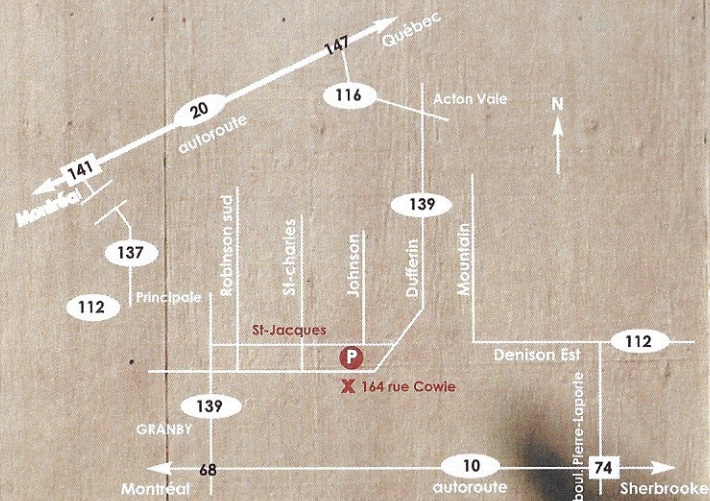 147
Québec
116
Acton Vale
20
autoroute
N
141
Montréal
139
Robinson sud
St-charles
Johnson
Dufferin
Mountain
137
112
Principale
St-Jacques
112
P
Denison Est
X 164 rue Cowie
139
boul. Pierre-Laporte
GRANBY
68
10
74
Montréal
autoroute
Sherbrooke